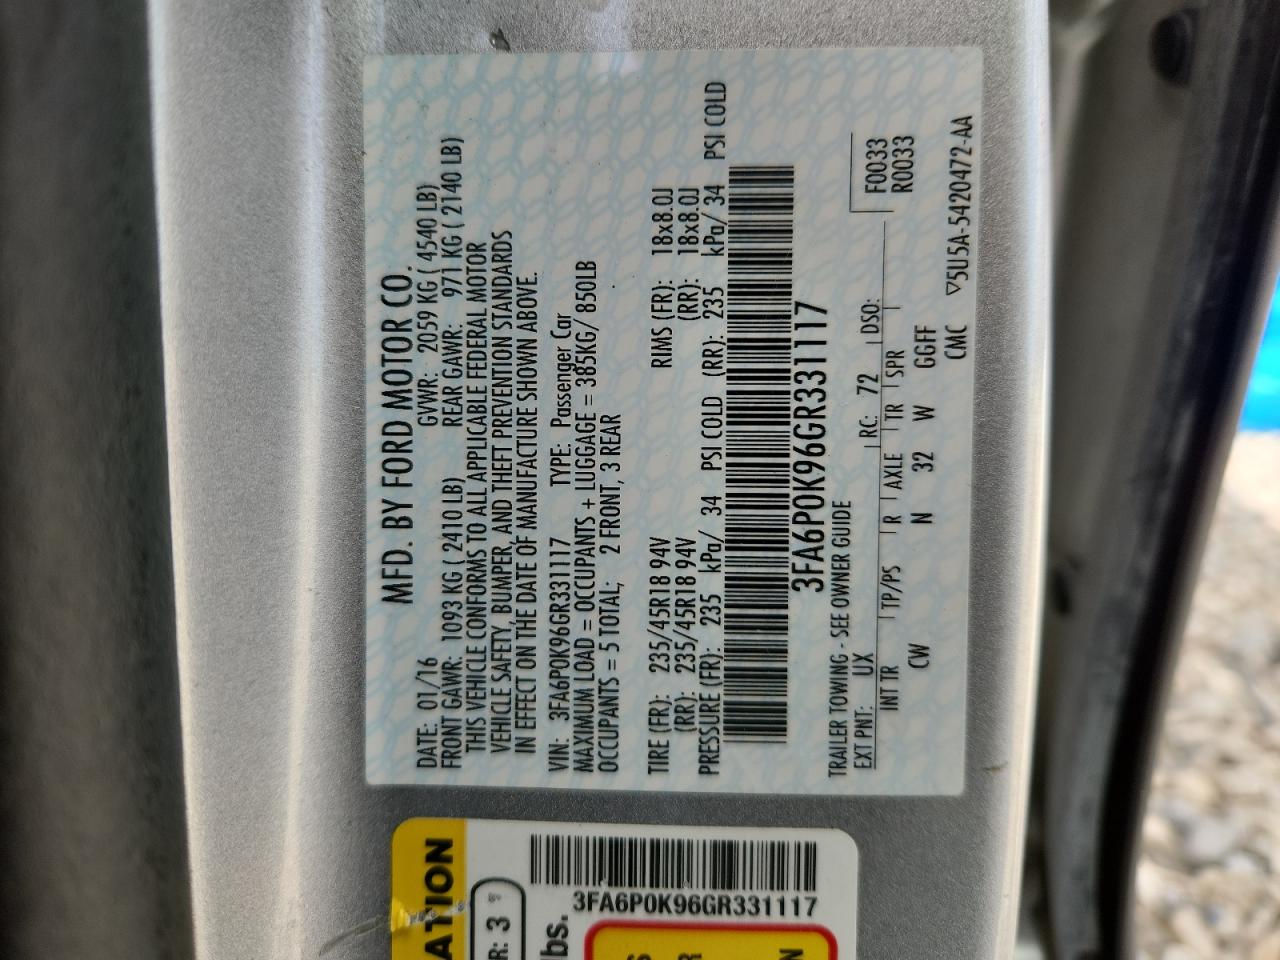 MFD. BY FORD MOTOR CO.
DATE: 01/16 GVWR: 2059 KG ( 4540 LB)
FRONT GAWR: 1093 KG ( 2410 LB) REAR GAWR: 971 KG ( 2140 LB)
THIS VEHICLE CONFORMS TO ALL APPLICABLE FEDERAL MOTOR
VEHICLE SAFETY, BUMPER, AND THEFT PREVENTION STANDARDS
IN EFFECT ON THE DATE OF MANUFACTURE SHOWN ABOVE.
VIN: 3FA6P0K96GR331117 TYPE: Passenger Car
MAXIMUM LOAD = OCCUPANTS + LUGGAGE = 385KG/ 850LB
OCCUPANTS = 5 TOTAL; 2 FRONT, 3 REAR
TIRE (FR): 235/45R18 94V RIMS (FR): 18x8.0J
(RR): 235/45R18 94V (RR): 18x8.0J
PRESSURE (FR): 235 kPa/ 34 PSI COLD (RR): 235 kPa/ 34 PSI COLD
3FA6P0K96GR331117
TRAILER TOWING - SEE OWNER GUIDE
EXT PNT: UX RC: 72 DSO: F0033
R0033
INT TR TP/PS R AXLE TR SPR
CW N 32 W GGFF
CMC ▽5U5A-5420472-AA
ATION
R: 3
3FA6P0K96GR331117
lbs.
S
R
N